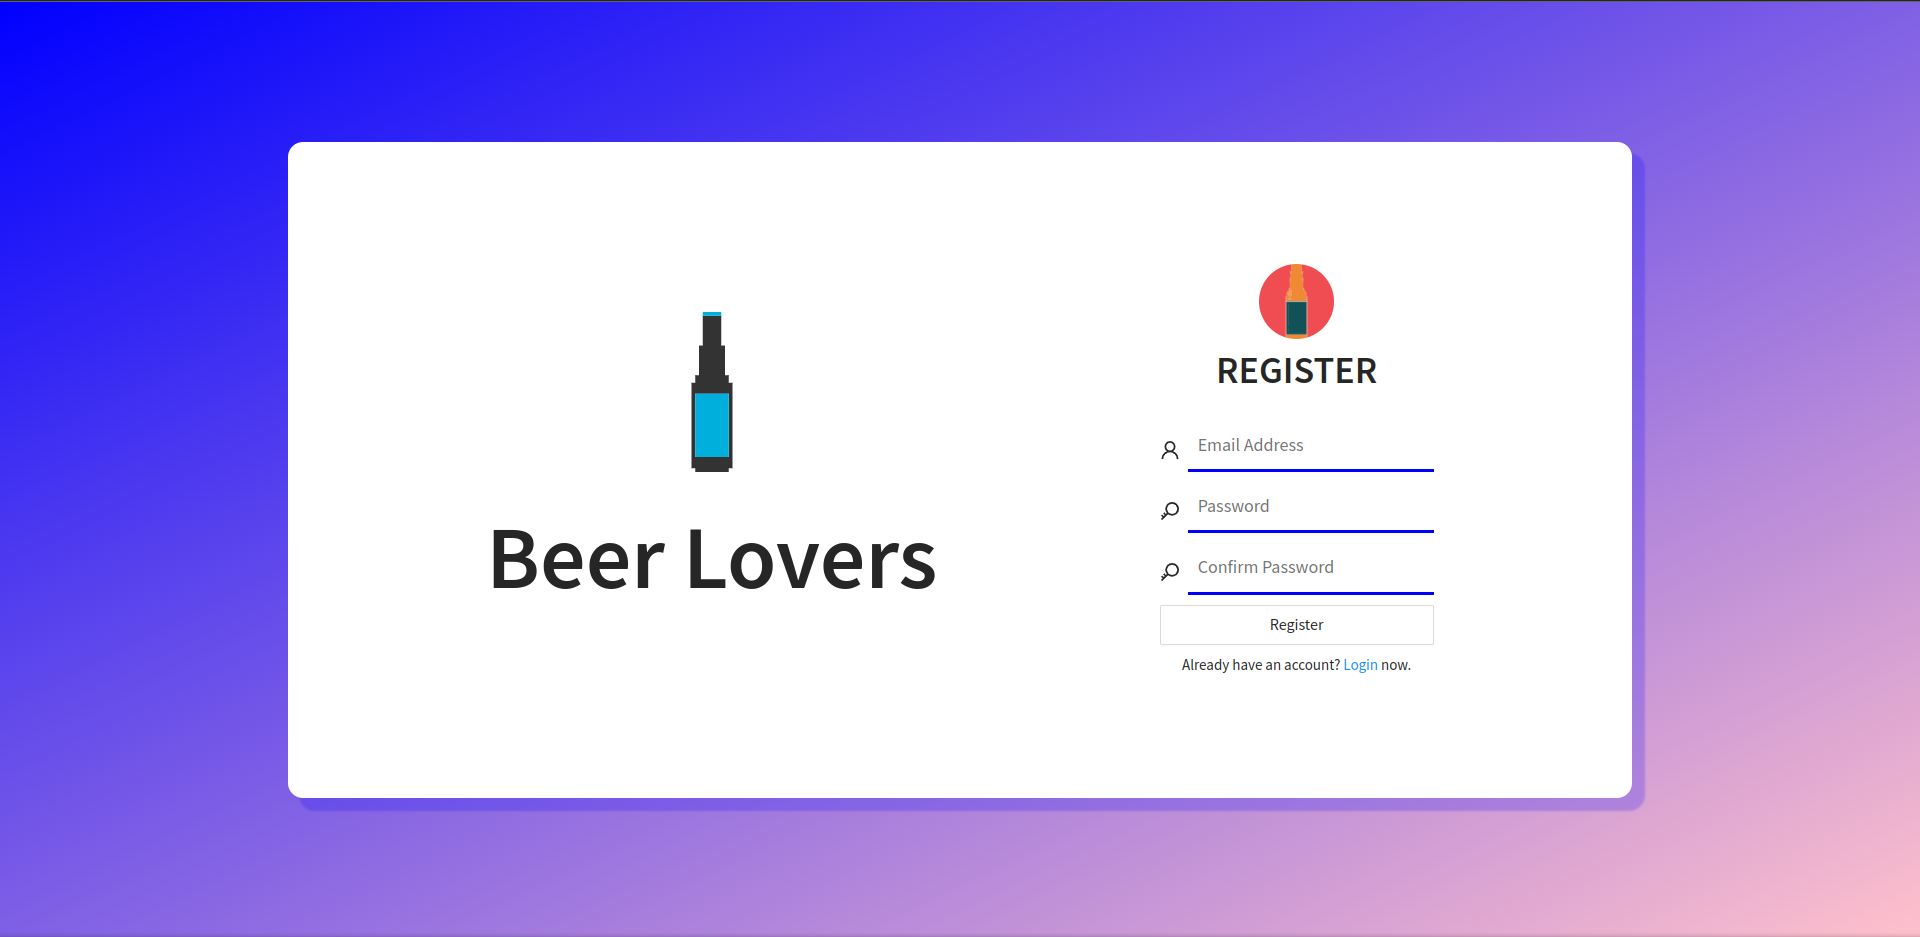 Beer Lovers
REGISTER
Email Address
Password
Confirm Password
Register
Already have an account? Login now.